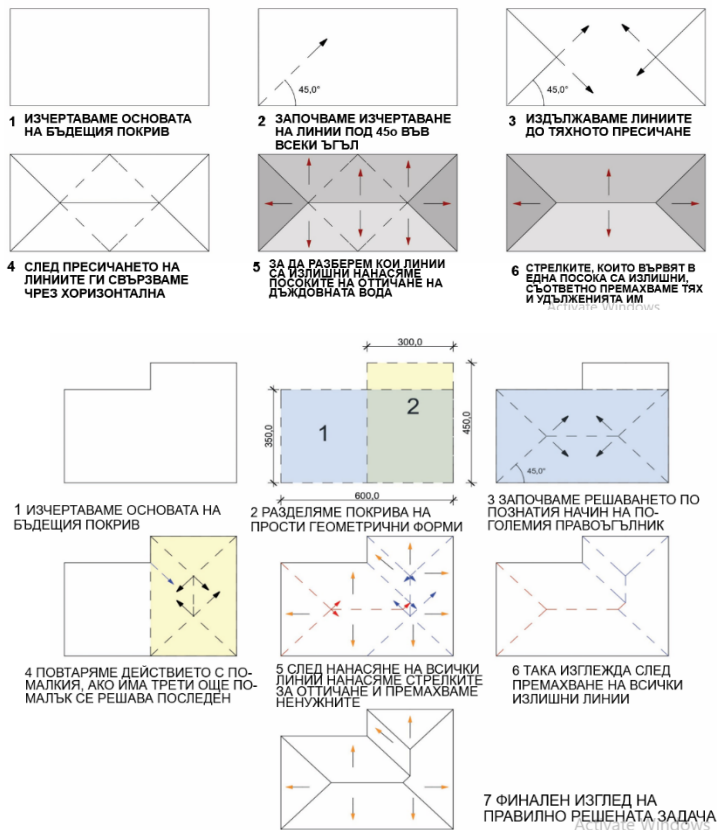 45,0°
45,0°
1 ИЗЧЕРТАВАМЕ ОСНОВАТА
НА БЪДЕЩИЯ ПОКРИВ
2 ЗАПОЧВАМЕ ИЗЧЕРТАВАНЕ
НА ЛИНИИ ПОД 45о ВЪВ
ВСЕКИ ЪГЪЛ
3 ИЗДЪЛЖАВАМЕ ЛИНИИТЕ
ДО ТЯХНОТО ПРЕСИЧАНЕ
4 СЛЕД ПРЕСИЧАНЕТО НА
ЛИНИИТЕ ГИ СВЪРЗВАМЕ
ЧРЕЗ ХОРИЗОНТАЛНА
5 ЗА ДА РАЗБЕРЕМ КОИ ЛИНИИ
СА ИЗЛИШНИ НАНАСЯМЕ
ПОСОКИТЕ НА ОТТИЧАНЕ НА
ДЪЖДОВНАТА ВОДА
6 СТРЕЛКИТЕ, КОИТО ВЪРВЯТ В
ЕДНА ПОСОКА СА ИЗЛИШНИ,
СЪОТВЕТНО ПРЕМАХВАМЕ ТЯХ
И УДЪЛЖЕНИЯТА ИМ
Activate Windows
300,0
350,0
1
2
450,0
600,0
45,0°
1 ИЗЧЕРТАВАМЕ ОСНОВАТА НА
БЪДЕЩИЯ ПОКРИВ
2 РАЗДЕЛЯМЕ ПОКРИВА НА
ПРОСТИ ГЕОМЕТРИЧНИ ФОРМИ
3 ЗАПОЧВАМЕ РЕШАВАНЕТО ПО
ПОЗНАТИЯ НАЧИН НА ПО-
ГОЛЕМИЯ ПРАВОЪГЪЛНИК
4 ПОВТАРЯМЕ ДЕЙСТВИЕТО С ПО-
МАЛКИЯ, АКО ИМА ТРЕТИ ОЩЕ ПО-
МАЛЪК СЕ РЕШАВА ПОСЛЕДЕН
5 СЛЕД НАНАСЯНЕ НА ВСИЧКИ
ЛИНИИ НАНАСЯМЕ СТРЕЛКИТЕ
ЗА ОТТИЧАНЕ И ПРЕМАХВАМЕ
НЕНУЖНИТЕ
6 ТАКА ИЗГЛЕЖДА СЛЕД
ПРЕМАХВАНЕ НА ВСИЧКИ
ИЗЛИШНИ ЛИНИИ
7 ФИНАЛЕН ИЗГЛЕД НА
ПРАВИЛНО РЕШЕНАТА ЗАДАЧА
Activate Windows